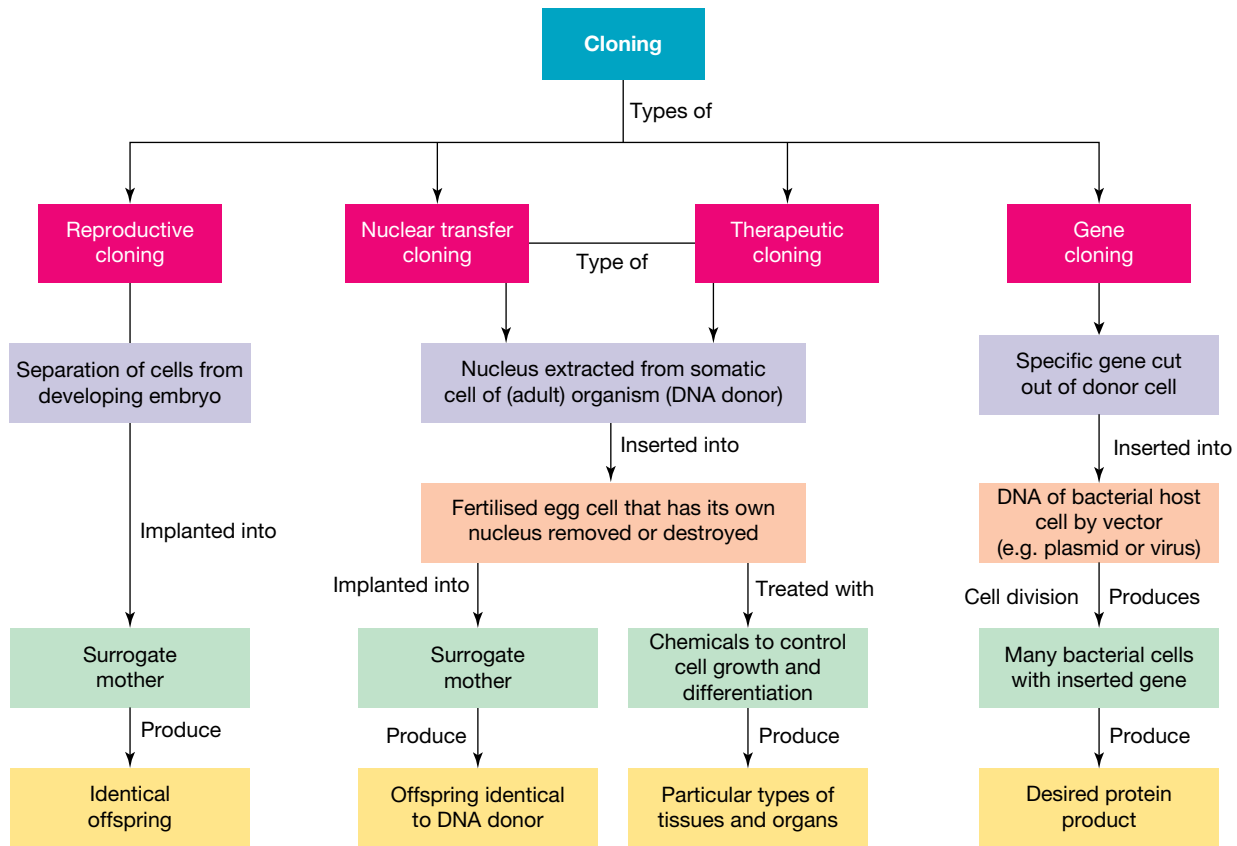 Cloning
Types of
Reproductive
cloning
Nuclear transfer
cloning
Type of
Therapeutic
cloning
Gene
cloning
Separation of cells from
developing embryo
Nucleus extracted from somatic
cell of (adult) organism (DNA donor)
Specific gene cut
out of donor cell
Inserted into
Inserted into
Implanted into
Fertilised egg cell that has its own
nucleus removed or destroyed
DNA of bacterial host
cell by vector
(e.g. plasmid or virus)
Implanted into
Treated with
Cell division
Produces
Surrogate
mother
Surrogate
mother
Chemicals to control
cell growth and
differentiation
Many bacterial cells
with inserted gene
Produce
Produce
Produce
Produce
Identical
offspring
Offspring identical
to DNA donor
Particular types of
tissues and organs
Desired protein
product